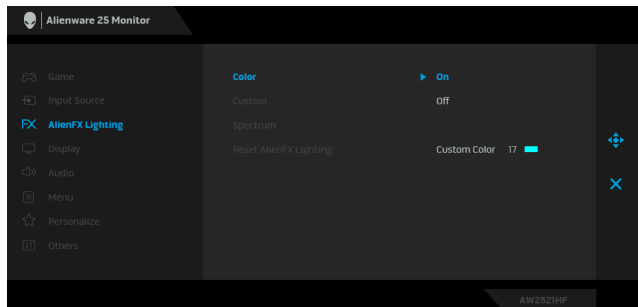 Alienware 25 Monitor
Game
Input Source
FX AlienFX Lighting
Display
Audio
Menu
Personalize
Others
Color On
Custom Off
Spectrum
Reset AlienFX Lighting Custom Color 17
AW2521HF